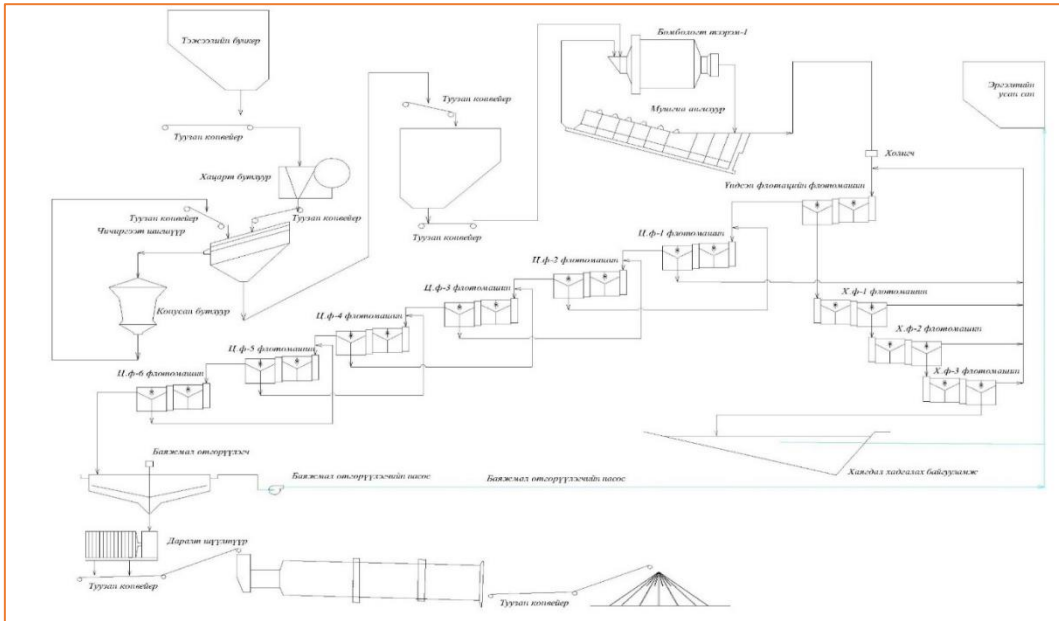 Тэжээлийн бункер
Бөмбөлөгт тээрэм-1
Эргэлтийн
усан сан
Туузан конвейер
Туузан конвейер
Мушгиа ангилуур
Холигч
Хацарт бутлуур
Үндсэн флотацийн флотомашин
Туузан конвейер
Туузан конвейер
Чичиргээт шигшүүр
Туузан конвейер
Ц.ф-1 флотомашин
Ц.ф-2 флотомашин
Ц.ф-3 флотомашин
Х.ф-1 флотомашин
Конусан бутлуур
Ц.ф-4 флотомашин
Х.ф-2 флотомашин
Ц.ф-5 флотомашин
Х.ф-3 флотомашин
Ц.ф-6 флотомашин
Баяжмал өтгөрүүлэгч
Хаягдал хадгалах байгууламж
Баяжмал өтгөрүүлэгчийн насос
Баяжмал өтгөрүүлэгчийн насос
Даралт шүүлтүүр
Туузан конвейер
Туузан конвейер